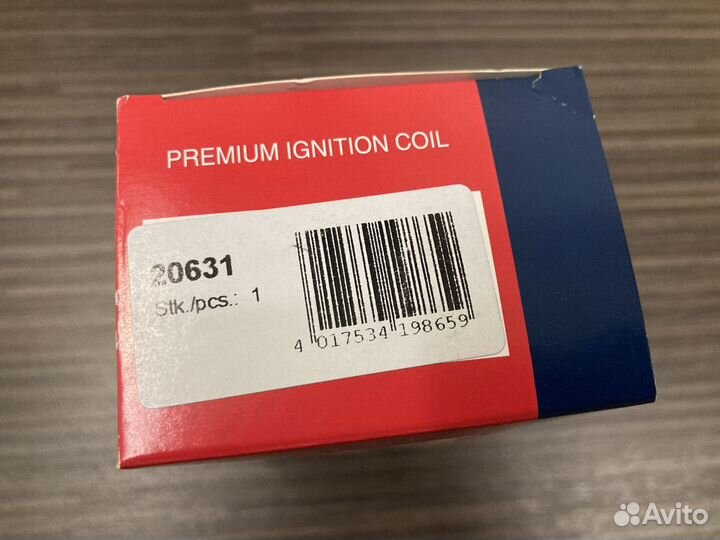 PREMIUM IGNITION COIL
20631
Stk./pcs.: 1
4 017534 198659
Avito